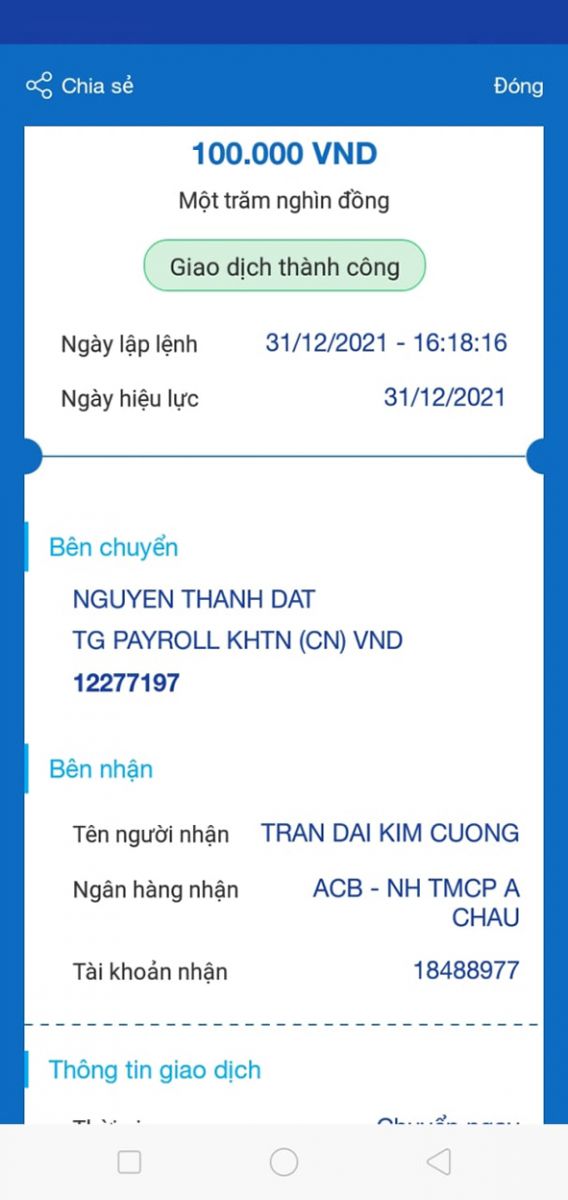 Chia sẻ
Đóng
100.000 VND
Một trăm nghìn đồng
Giao dịch thành công
Ngày lập lệnh 31/12/2021 - 16:18:16
Ngày hiệu lực 31/12/2021
Bên chuyển
NGUYEN THANH DAT
TG PAYROLL KHTN (CN) VND
12277197
Bên nhận
Tên người nhận TRAN DAI KIM CUONG
Ngân hàng nhận ACB - NH TMCP A
CHAU
Tài khoản nhận 18488977
Thông tin giao dịch
Chuyển ngay